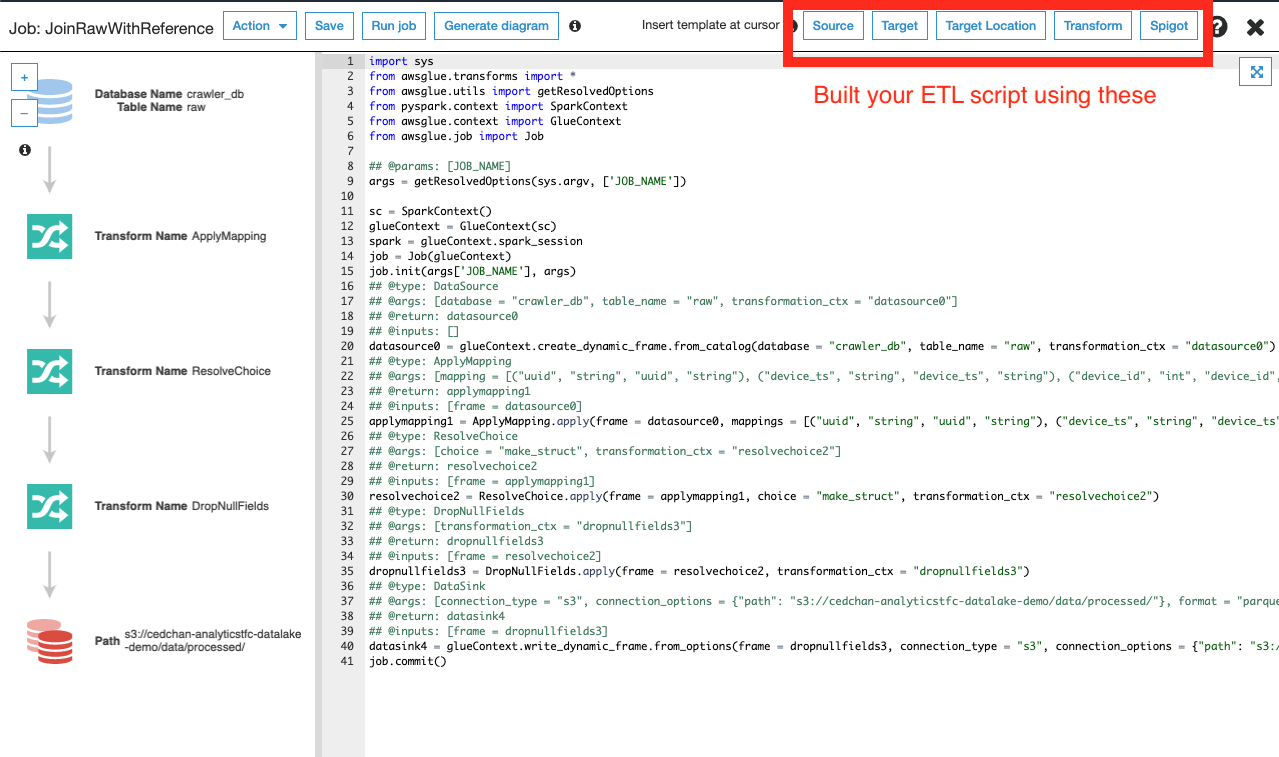 Job: JoinRawWithReference Action Save Run job Generate diagram Insert template at cursor Source Target Target Location Transform Spigot ? ✖
Built your ETL script using these
+
−
Database Name crawler_db
Table Name raw
Transform Name ApplyMapping
Transform Name ResolveChoice
Transform Name DropNullFields
Path s3://cedchan-analyticstfc-datalake
-demo/data/processed/
1 import sys
2 from awsglue.transforms import *
3 from awsglue.utils import getResolvedOptions
4 from pyspark.context import SparkContext
5 from awsglue.context import GlueContext
6 from awsglue.job import Job
7
8 ## @params: [JOB_NAME]
9 args = getResolvedOptions(sys.argv, ['JOB_NAME'])
10
11 sc = SparkContext()
12 glueContext = GlueContext(sc)
13 spark = glueContext.spark_session
14 job = Job(glueContext)
15 job.init(args['JOB_NAME'], args)
16 ## @type: DataSource
17 ## @args: [database = "crawler_db", table_name = "raw", transformation_ctx = "datasource0"]
18 ## @return: datasource0
19 ## @inputs: []
20 datasource0 = glueContext.create_dynamic_frame.from_catalog(database = "crawler_db", table_name = "raw", transformation_ctx = "datasource0")
21 ## @type: ApplyMapping
22 ## @args: [mapping = [("uuid", "string", "uuid", "string"), ("device_ts", "string", "device_ts", "string"), ("device_id", "int", "device_id",
23 ## @return: applymapping1
24 ## @inputs: [frame = datasource0]
25 applymapping1 = ApplyMapping.apply(frame = datasource0, mappings = [("uuid", "string", "uuid", "string"), ("device_ts", "string", "device_ts"
26 ## @type: ResolveChoice
27 ## @args: [choice = "make_struct", transformation_ctx = "resolvechoice2"]
28 ## @return: resolvechoice2
29 ## @inputs: [frame = applymapping1]
30 resolvechoice2 = ResolveChoice.apply(frame = applymapping1, choice = "make_struct", transformation_ctx = "resolvechoice2")
31 ## @type: DropNullFields
32 ## @args: [transformation_ctx = "dropnullfields3"]
33 ## @return: dropnullfields3
34 ## @inputs: [frame = resolvechoice2]
35 dropnullfields3 = DropNullFields.apply(frame = resolvechoice2, transformation_ctx = "dropnullfields3")
36 ## @type: DataSink
37 ## @args: [connection_type = "s3", connection_options = {"path": "s3://cedchan-analyticstfc-datalake-demo/data/processed/"}, format = "parque
38 ## @return: datasink4
39 ## @inputs: [frame = dropnullfields3]
40 datasink4 = glueContext.write_dynamic_frame.from_options(frame = dropnullfields3, connection_type = "s3", connection_options = {"path": "s3:/
41 job.commit()